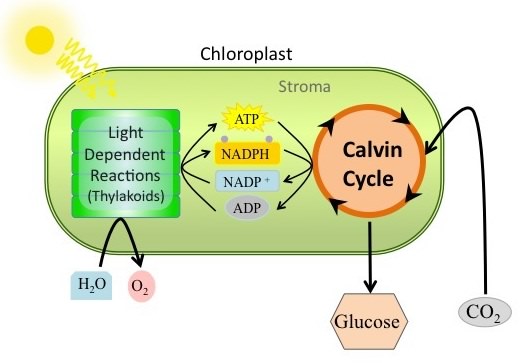 Chloroplast
Stroma
Light
Dependent
Reactions
(Thylakoids)
ATP
NADPH
NADP +
ADP
Calvin
Cycle
H₂O
O₂
Glucose
CO₂